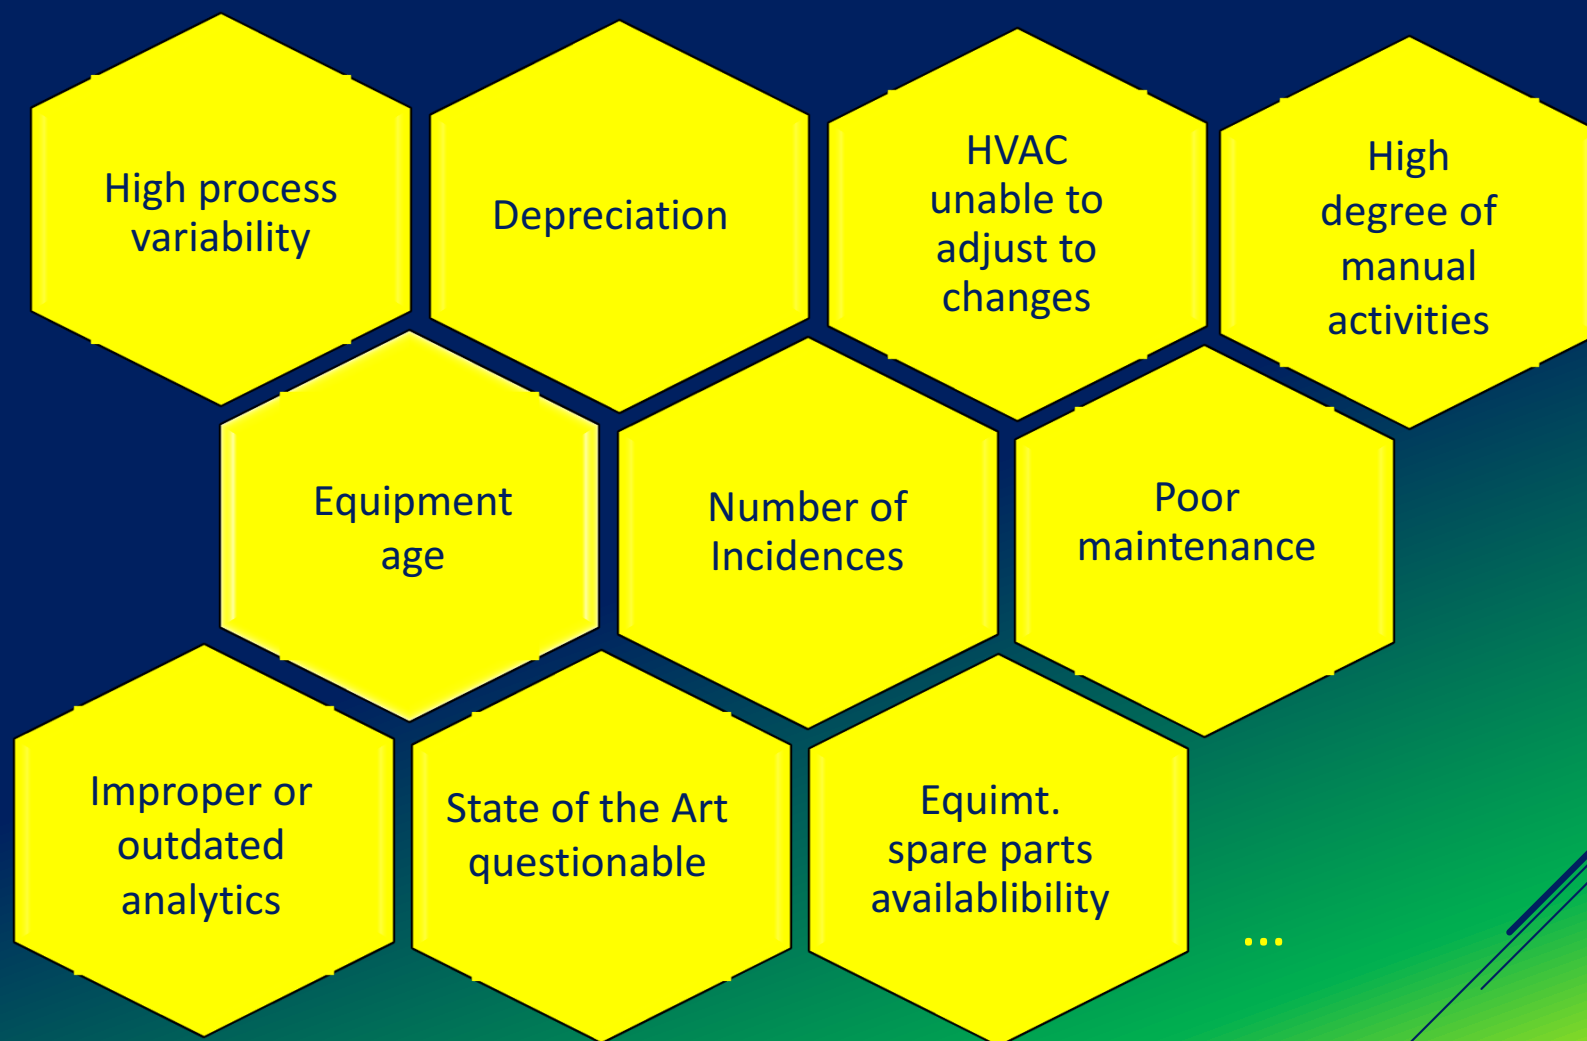 High process
variability
Depreciation
HVAC
unable to
adjust to
changes
High
degree of
manual
activities
Equipment
age
Number of
Incidences
Poor
maintenance
Improper or
outdated
analytics
State of the Art
questionable
Equimt.
spare parts
availablibility
...